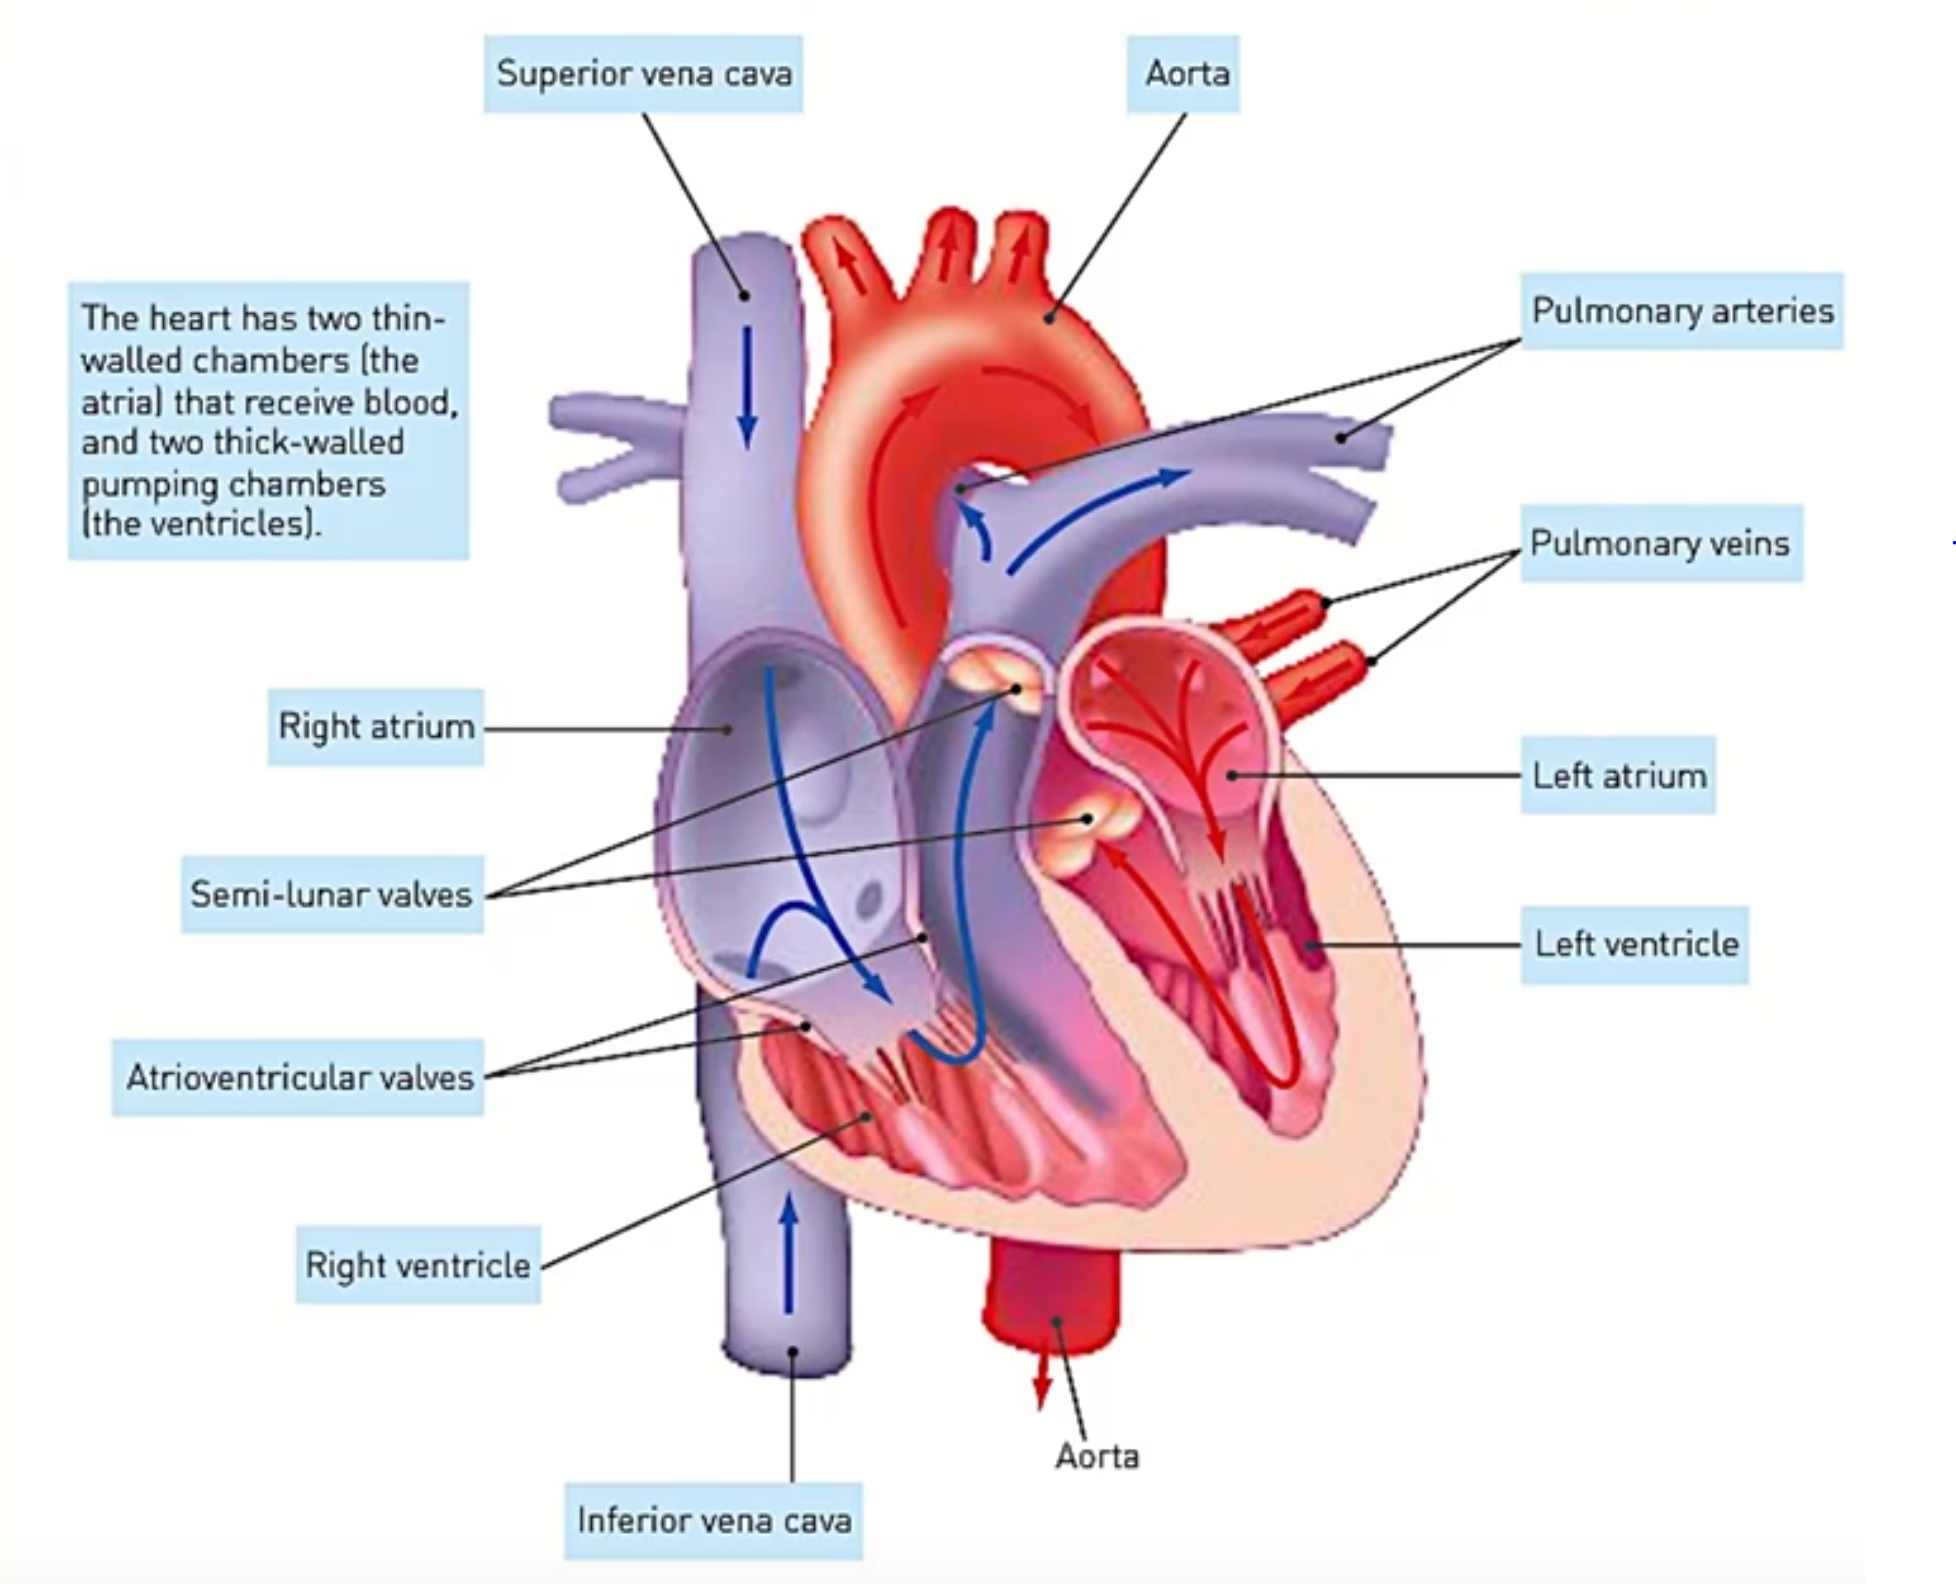 Superior vena cava
Aorta
The heart has two thin-
walled chambers (the
atria) that receive blood,
and two thick-walled
pumping chambers
(the ventricles).
Pulmonary arteries
Pulmonary veins
Right atrium
Left atrium
Semi-lunar valves
Left ventricle
Atrioventricular valves
Right ventricle
Aorta
Inferior vena cava